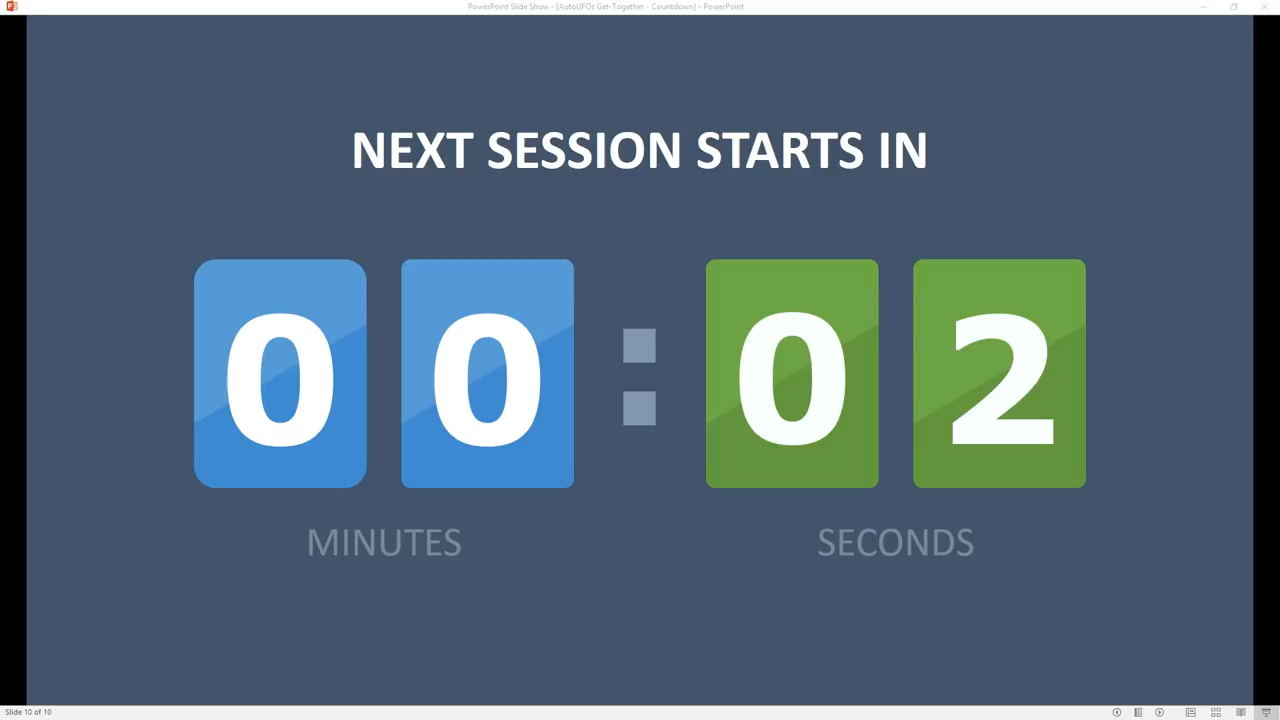 PowerPoint Slide Show - [AutoUFOs Get-Together - Countdown] - PowerPoint
NEXT SESSION STARTS IN
00:02
MINUTES SECONDS
Slide 10 of 10